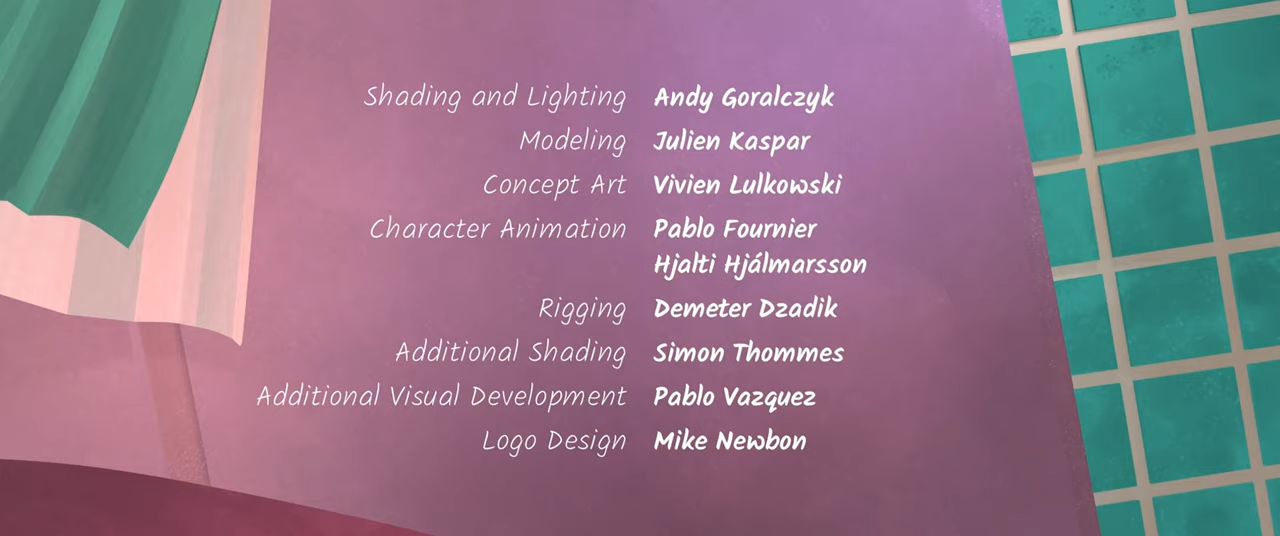 Shading and Lighting Andy Goralczyk
Modeling Julien Kaspar
Concept Art Vivien Lulkowski
Character Animation Pablo Fournier
Hjalti Hjálmarsson
Rigging Demeter Dzadik
Additional Shading Simon Thommes
Additional Visual Development Pablo Vazquez
Logo Design Mike Newbon